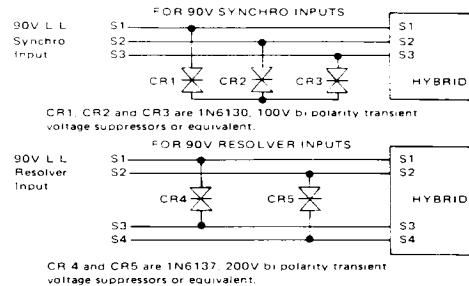 FOR 90V SYNCHRO INPUTS
90V L L S1 S1
Synchro S2 S2
Input S3 S3
CR1 CR2 CR3 HYBRID
CR1, CR2 and CR3 are 1N6130, 100V bi polarity transient
voltage suppressors or equivalent.
FOR 90V RESOLVER INPUTS
90V L L S1 S1
Resolver S2 S2
Input
CR4 CR5 HYBRID
S3 S3
S4 S4
CR 4 and CR5 are 1N6137, 200V bi polarity transient
voltage suppressors or equivalent.